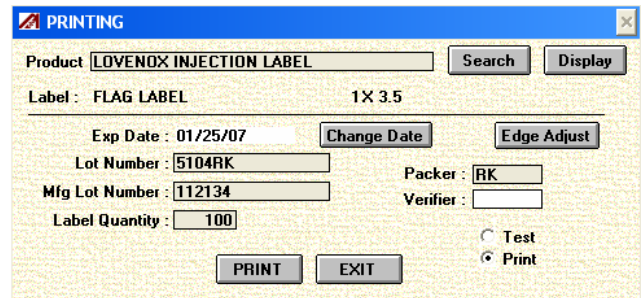 PRINTING
Product LOVENOX INJECTION LABEL Search Display
Label : FLAG LABEL 1X 3.5
Exp Date : 01/25/07 Change Date Edge Adjust
Lot Number : 5104RK
Packer : RK
Mfg Lot Number : 112134
Verifier :
Label Quantity : 100
Test
Print
PRINT EXIT